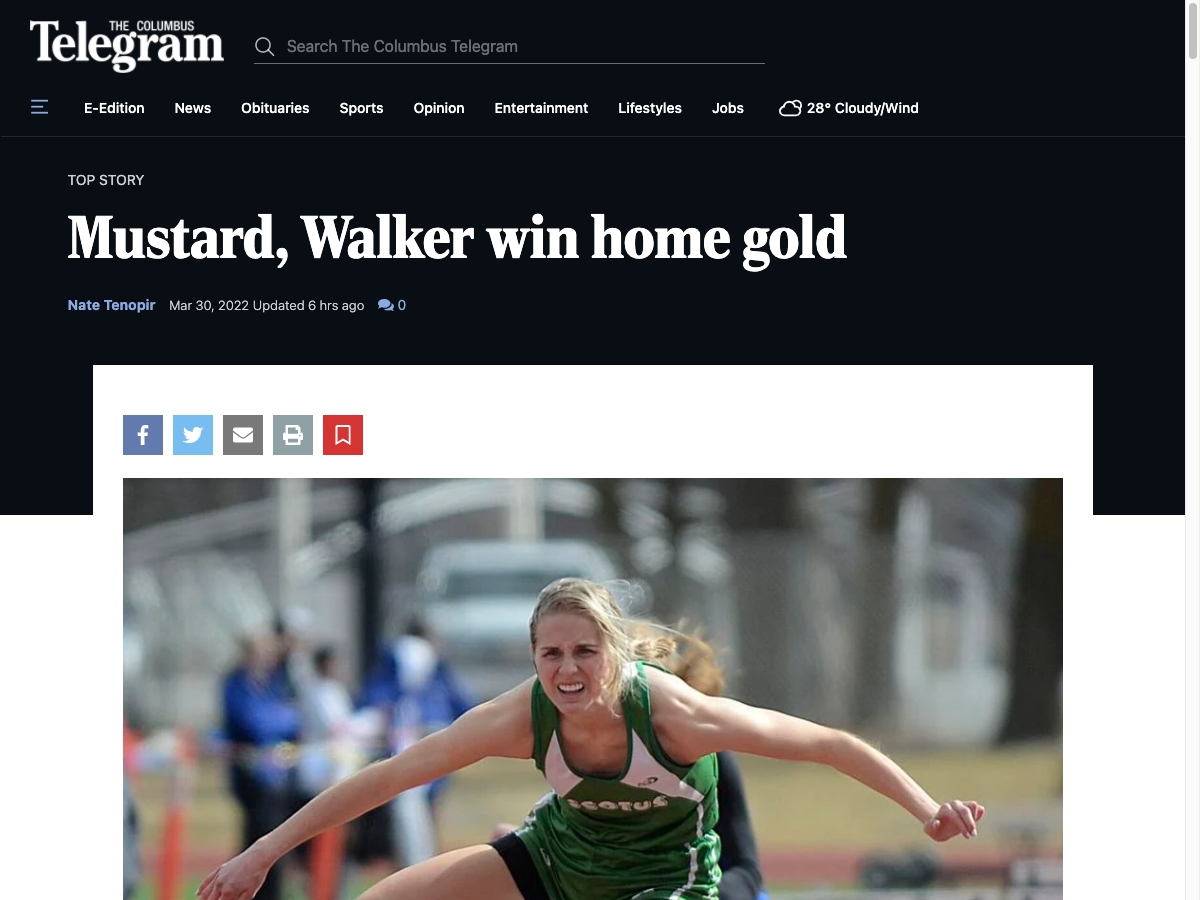 THE COLUMBUS
Telegram
Search The Columbus Telegram
E-Edition News Obituaries Sports Opinion Entertainment Lifestyles Jobs 28° Cloudy/Wind
TOP STORY
Mustard, Walker win home gold
Nate Tenopir Mar 30, 2022 Updated 6 hrs ago 0
SCOTUS